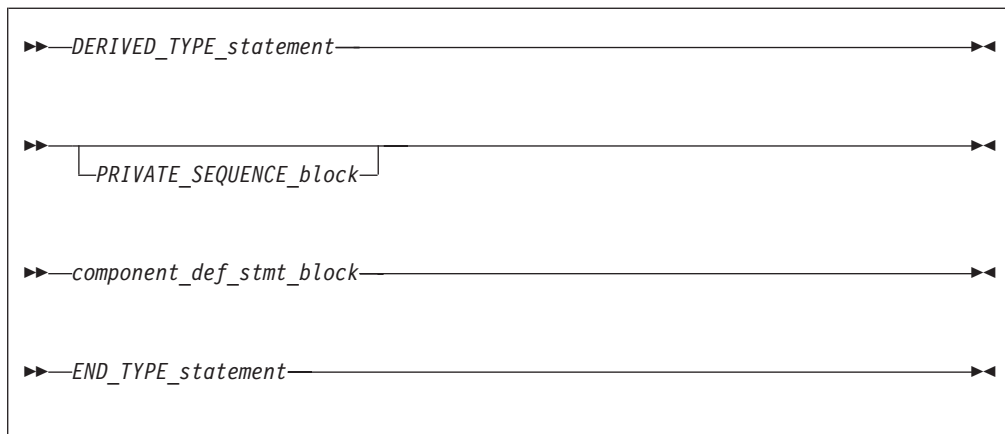 DERIVED_TYPE_statement
PRIVATE_SEQUENCE_block
component_def_stmt_block
END_TYPE_statement